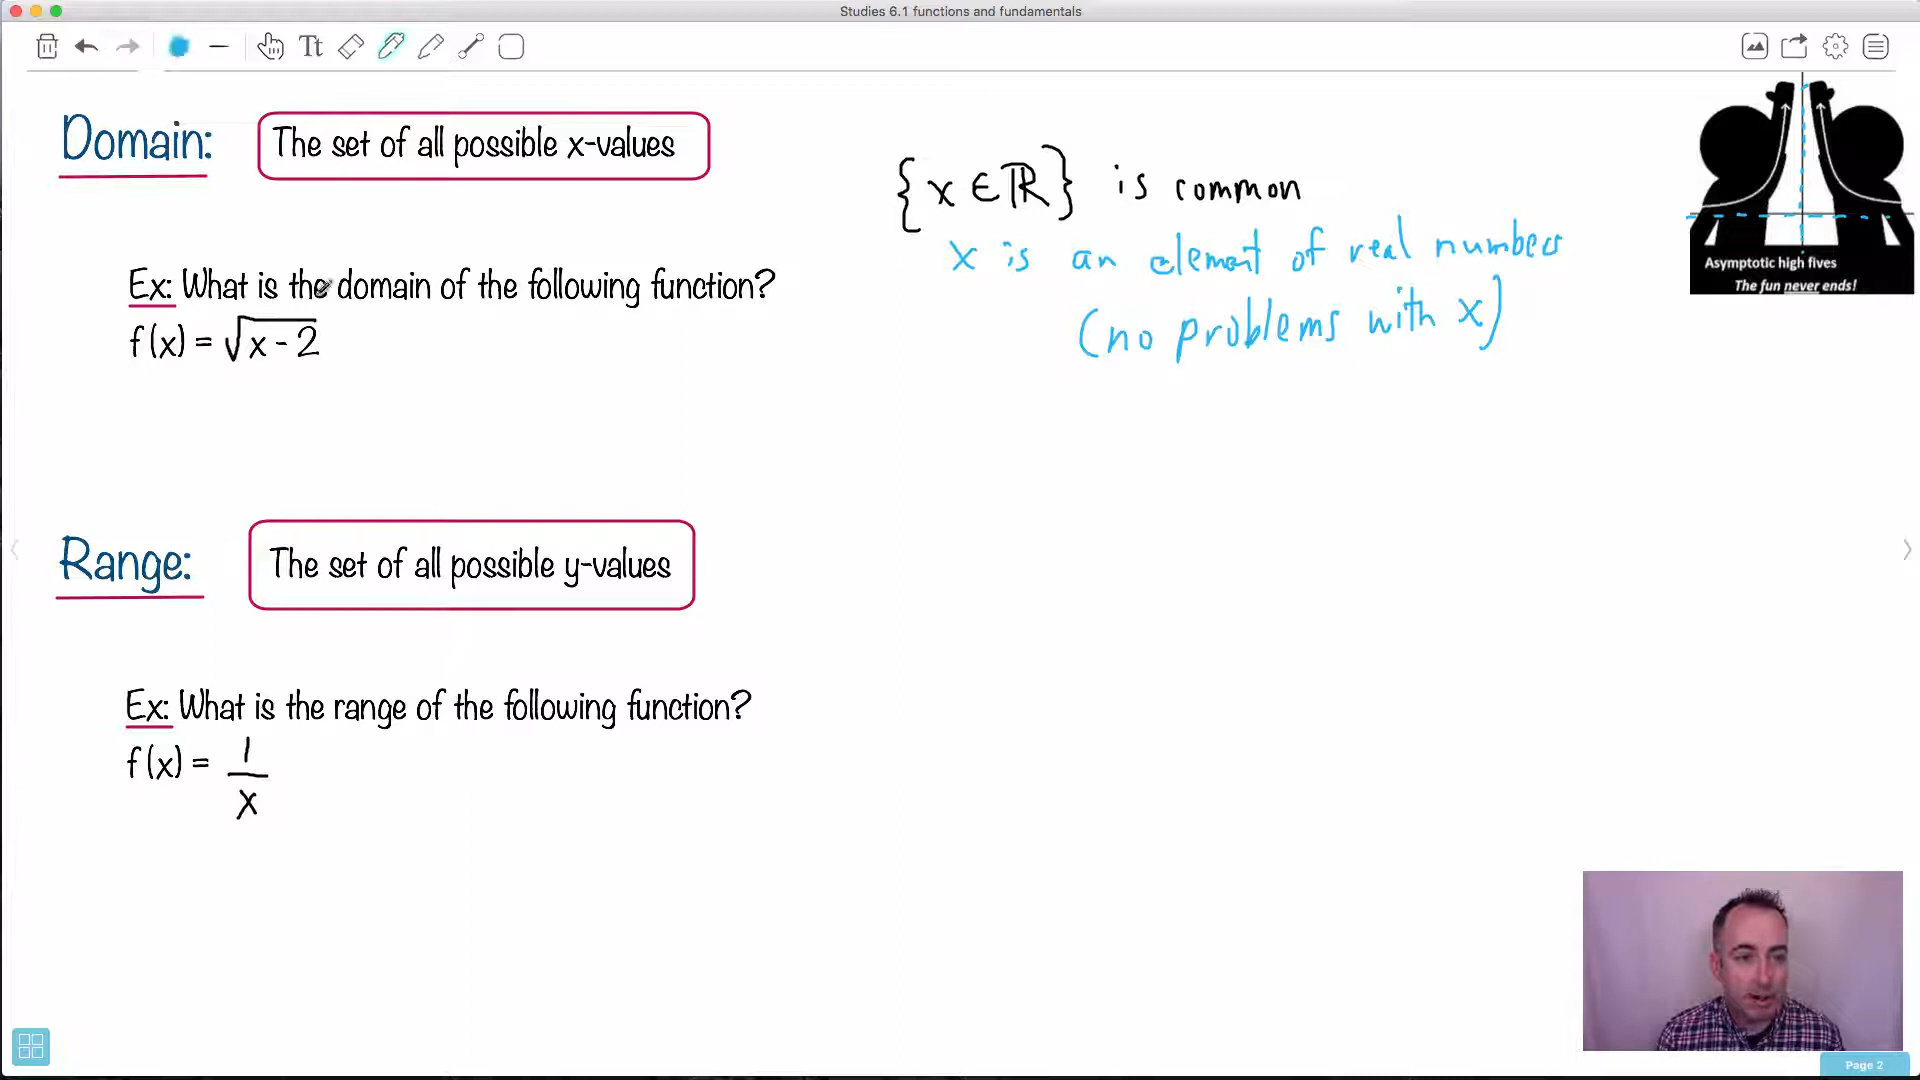 Studies 6.1 functions and fundamentals
Tt
Domain:
The set of all possible x-values
{x ∈ ℝ} is common
x is an element of real numbers
(no problems with x)
Asymptotic high fives
The fun never ends!
Ex: What is the domain of the following function?
f(x) = √x - 2
Range:
The set of all possible y-values
Ex: What is the range of the following function?
f(x) = 1/x
Page 2